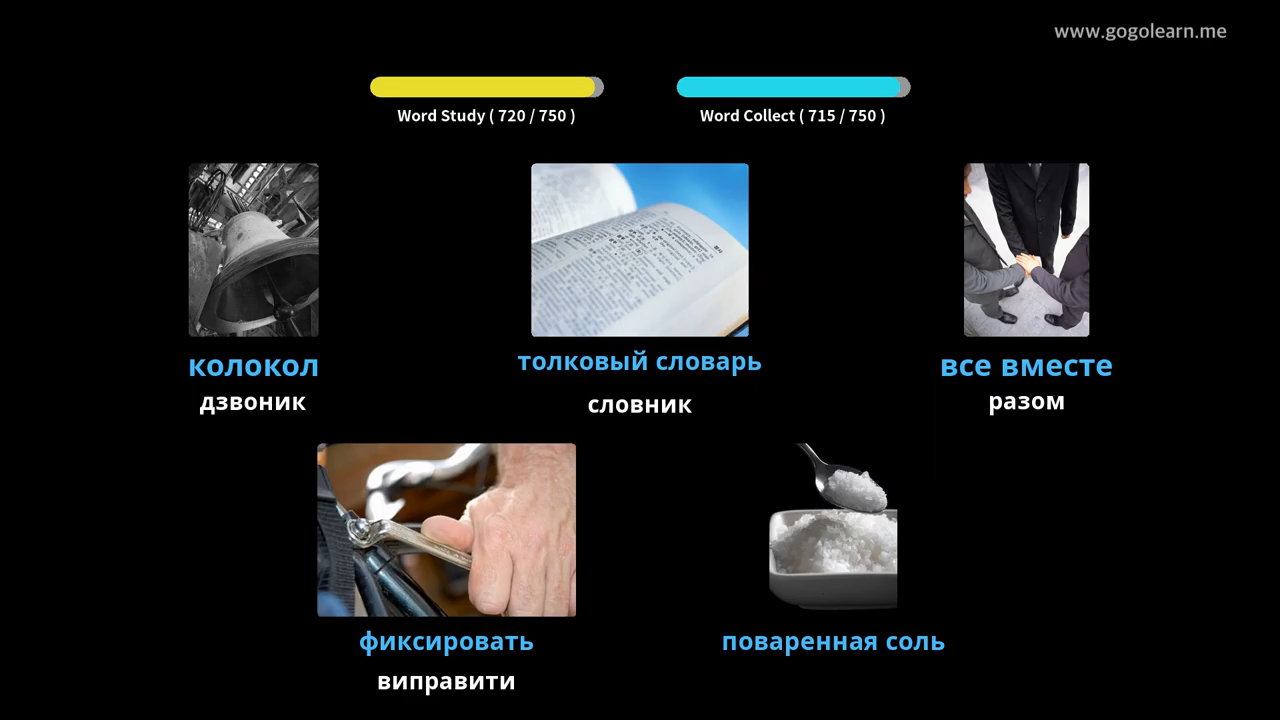 www.gogolearn.me
Word Study ( 720 / 750 )
Word Collect ( 715 / 750 )
колокол
дзвоник
толковый словарь
словник
все вместе
разом
фиксировать
виправити
поваренная соль